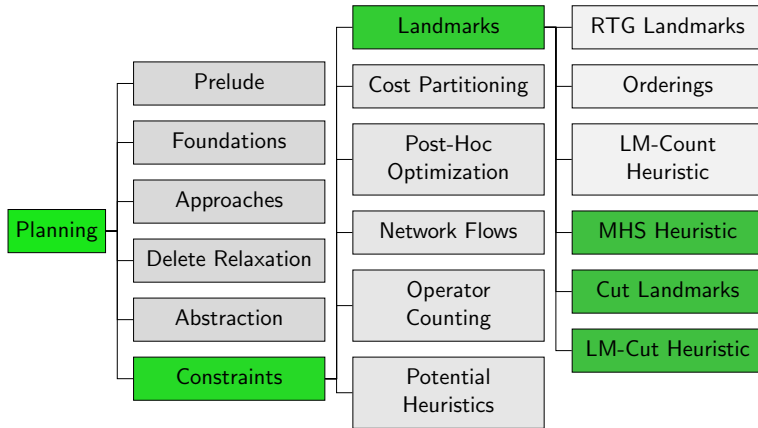 Planning
Prelude
Foundations
Approaches
Delete Relaxation
Abstraction
Constraints
Landmarks
Cost Partitioning
Post-Hoc
Optimization
Network Flows
Operator
Counting
Potential
Heuristics
RTG Landmarks
Orderings
LM-Count
Heuristic
MHS Heuristic
Cut Landmarks
LM-Cut Heuristic